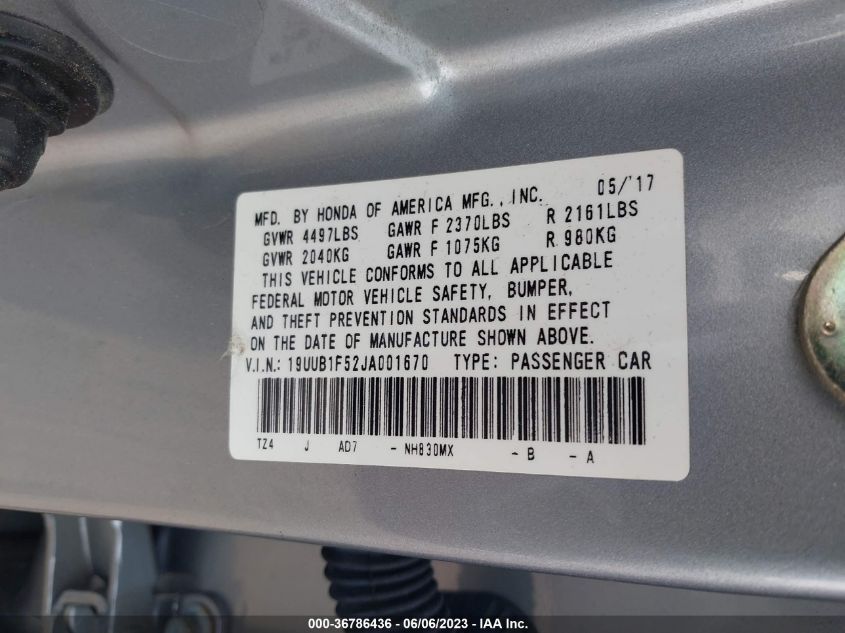 MFD. BY HONDA OF AMERICA MFG., INC. 05/'17
GVWR 4497LBS GAWR F 2370LBS R 2161LBS
GVWR 2040KG GAWR F 1075KG R 980KG
THIS VEHICLE CONFORMS TO ALL APPLICABLE
FEDERAL MOTOR VEHICLE SAFETY, BUMPER,
AND THEFT PREVENTION STANDARDS IN EFFECT
ON THE DATE OF MANUFACTURE SHOWN ABOVE.
V.I.N.: 19UUB1F52JA001670 TYPE: PASSENGER CAR
TZ4 J AD7 - NH830MX - B - A
000-36786436 - 06/06/2023 - IAA Inc.